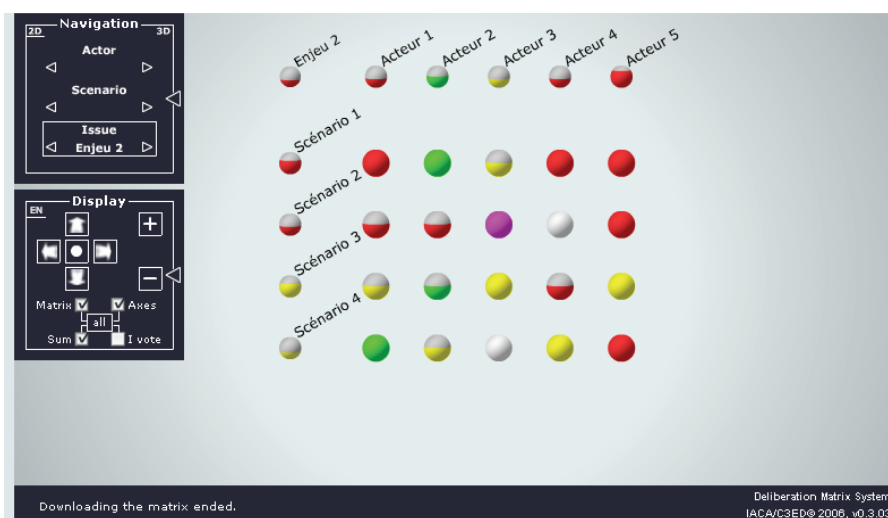 Navigation
2D
3D
Actor
Scenario
Issue
Enjeu 2
Display
EN
Matrix
Axes
all
Sum
I vote
Enjeu 2
Acteur 1
Acteur 2
Acteur 3
Acteur 4
Acteur 5
Scénario 1
Scénario 2
Scénario 3
Scénario 4
Downloading the matrix ended.
Deliberation Matrix System
IACA/C3ED© 2006, v0.3.03